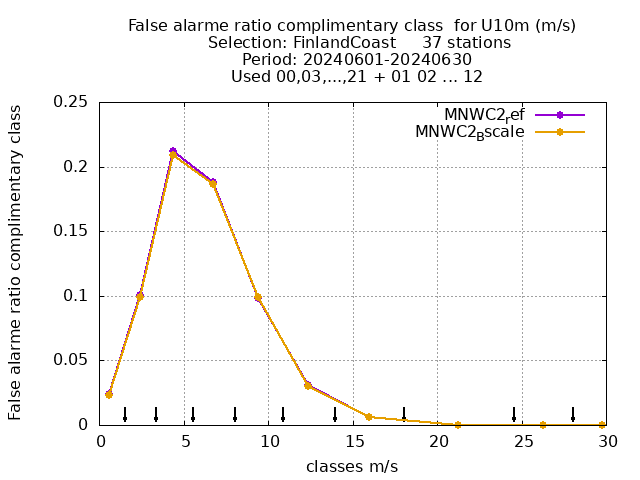 False alarme ratio complimentary class  for U10m (m/s)
Selection: FinlandCoast     37 stations
Period: 20240601-20240630
Used 00,03,...,21 + 01 02 ... 12
False alarme ratio complimentary class
0.25
0.2
0.15
0.1
0.05
0
MNWC2ref
MNWC2Bscale
0 5 10 15 20 25 30
classes m/s